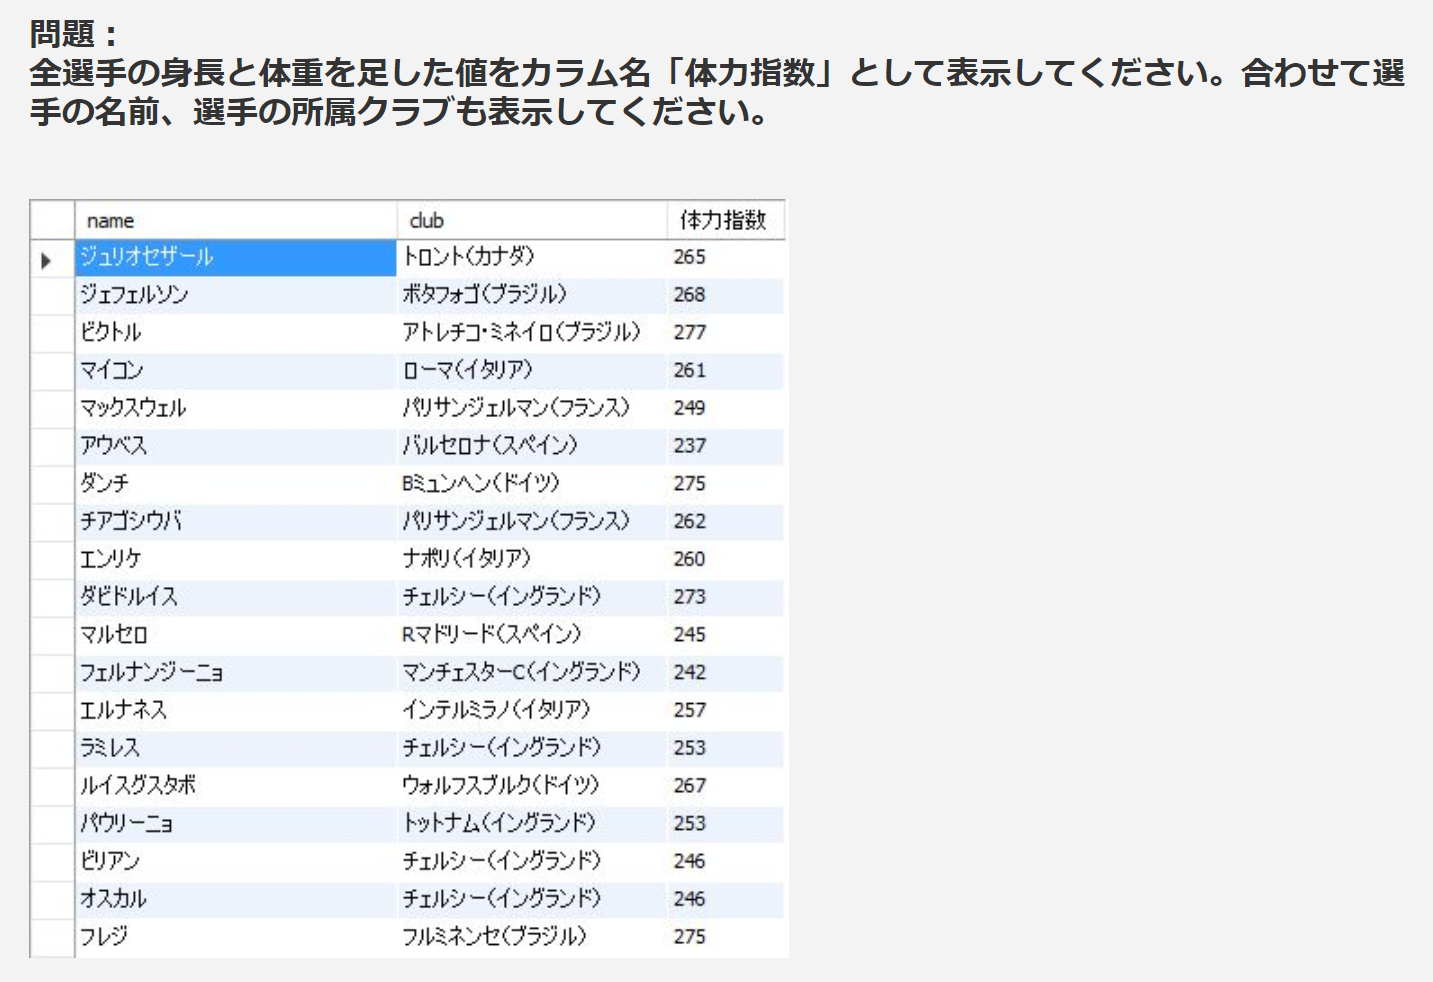 問題：
全選手の身長と体重を足した値をカラム名「体力指数」として表示してください。合わせて選
手の名前、選手の所属クラブも表示してください。
name club 体力指数
ジュリオセザール トロント(カナダ) 265
ジェフェルソン ボタフォゴ(ブラジル) 268
ビクトル アトレチコ・ミネイロ(ブラジル) 277
マイコン ローマ(イタリア) 261
マックスウェル パリサンジェルマン(フランス) 249
アウベス バルセロナ(スペイン) 237
ダンチ Bミュンヘン(ドイツ) 275
チアゴシウバ パリサンジェルマン(フランス) 262
エンリケ ナポリ(イタリア) 260
ダビドルイス チェルシー(イングランド) 273
マルセロ Rマドリード(スペイン) 245
フェルナンジーニョ マンチェスターC(イングランド) 242
エルナネス インテルミラノ(イタリア) 257
ラミレス チェルシー(イングランド) 253
ルイスグスタボ ウォルフスブルク(ドイツ) 267
パウリーニョ トットナム(イングランド) 253
ビリアン チェルシー(イングランド) 246
オスカル チェルシー(イングランド) 246
フレジ フルミネンセ(ブラジル) 275